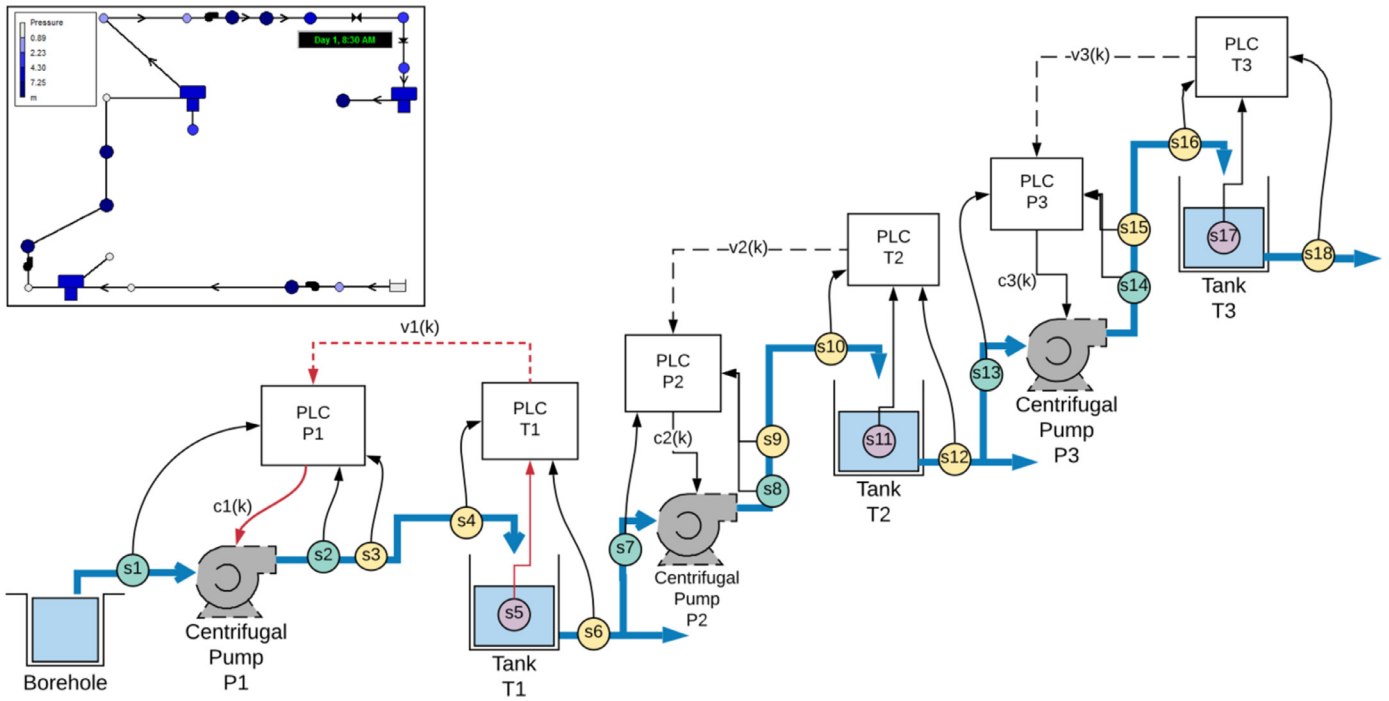 Pressure
0.89
2.23
4.30
7.25
m
Day 1, 8:30 AM
PLC
T3
v3(k)
s16
PLC
P3
s15
s17
s18
s14
Tank
T3
c3(k)
PLC
T2
v2(k)
s10
s13
Centrifugal
Pump
P3
s11
s12
Tank
T2
PLC
P2
c2(k)
s9
s8
s7
Centrifugal
Pump
P2
v1(k)
PLC
P1
PLC
T1
c1(k)
s4
s1
s2
s3
s5
s6
Centrifugal
Pump
P1
Tank
T1
Borehole